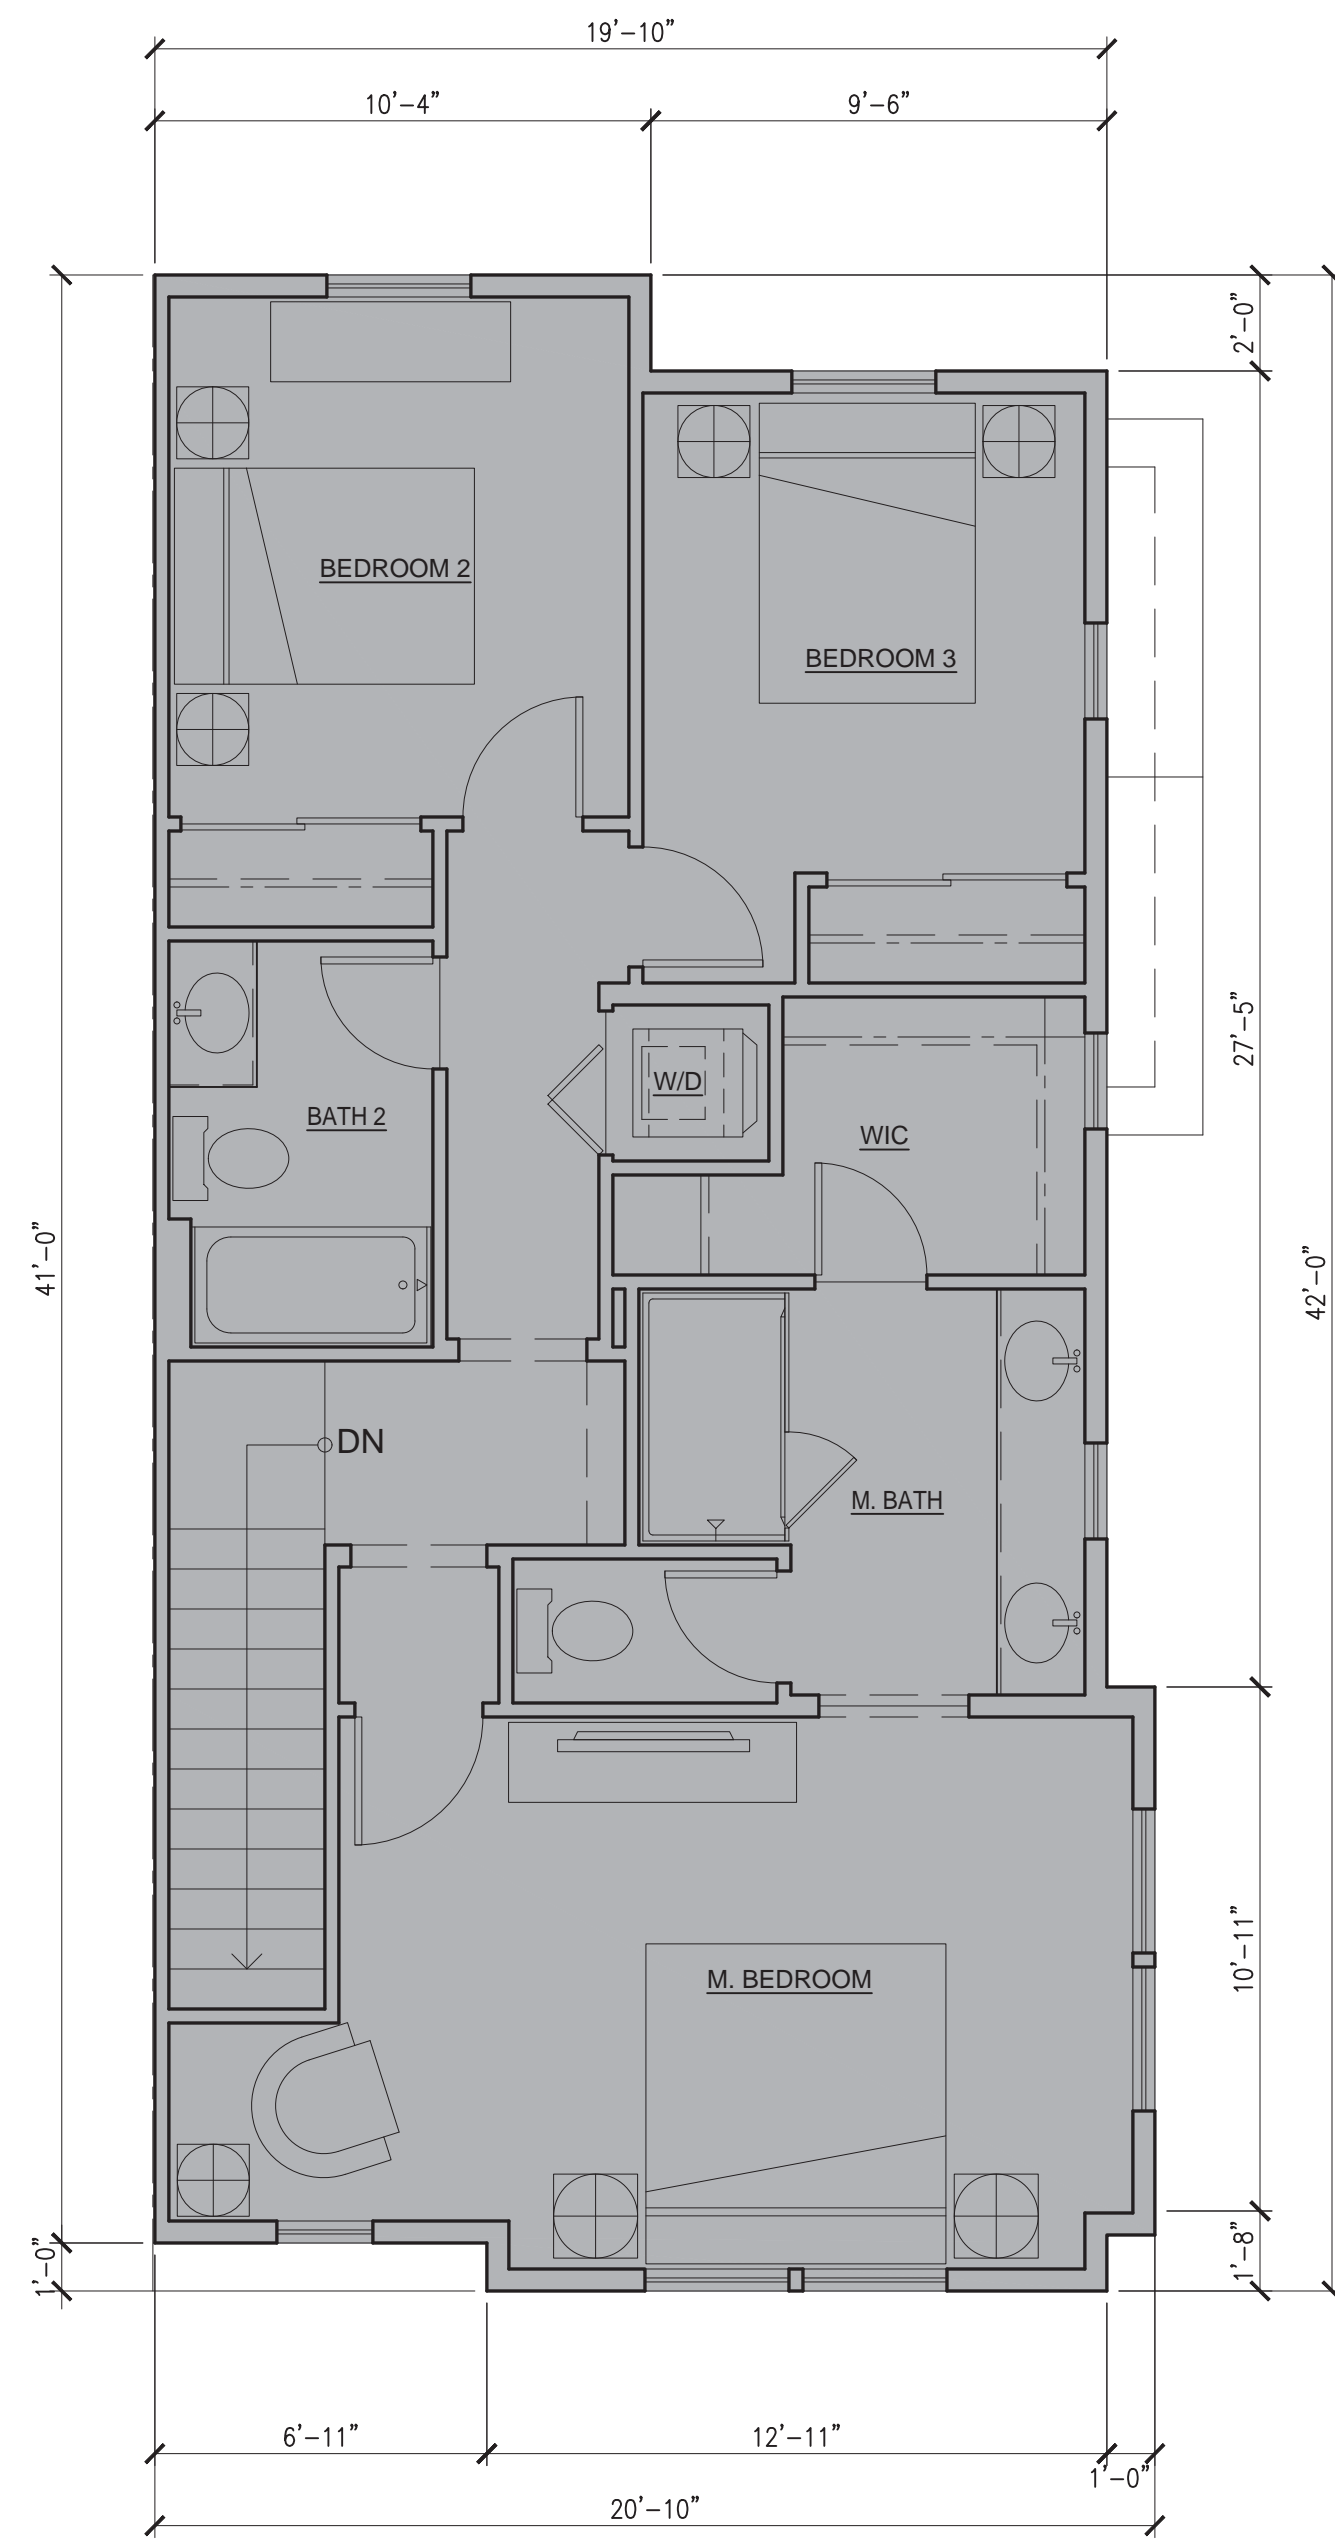 19'-10"
10'-4"
9'-6"
2'-0"
BEDROOM 2
BEDROOM 3
27'-5"
W/D
BATH 2
WIC
41'-0"
42'-0"
DN
M. BATH
10'-11"
M. BEDROOM
1'-0"
1'-8"
6'-11"
12'-11"
1'-0"
20'-10"